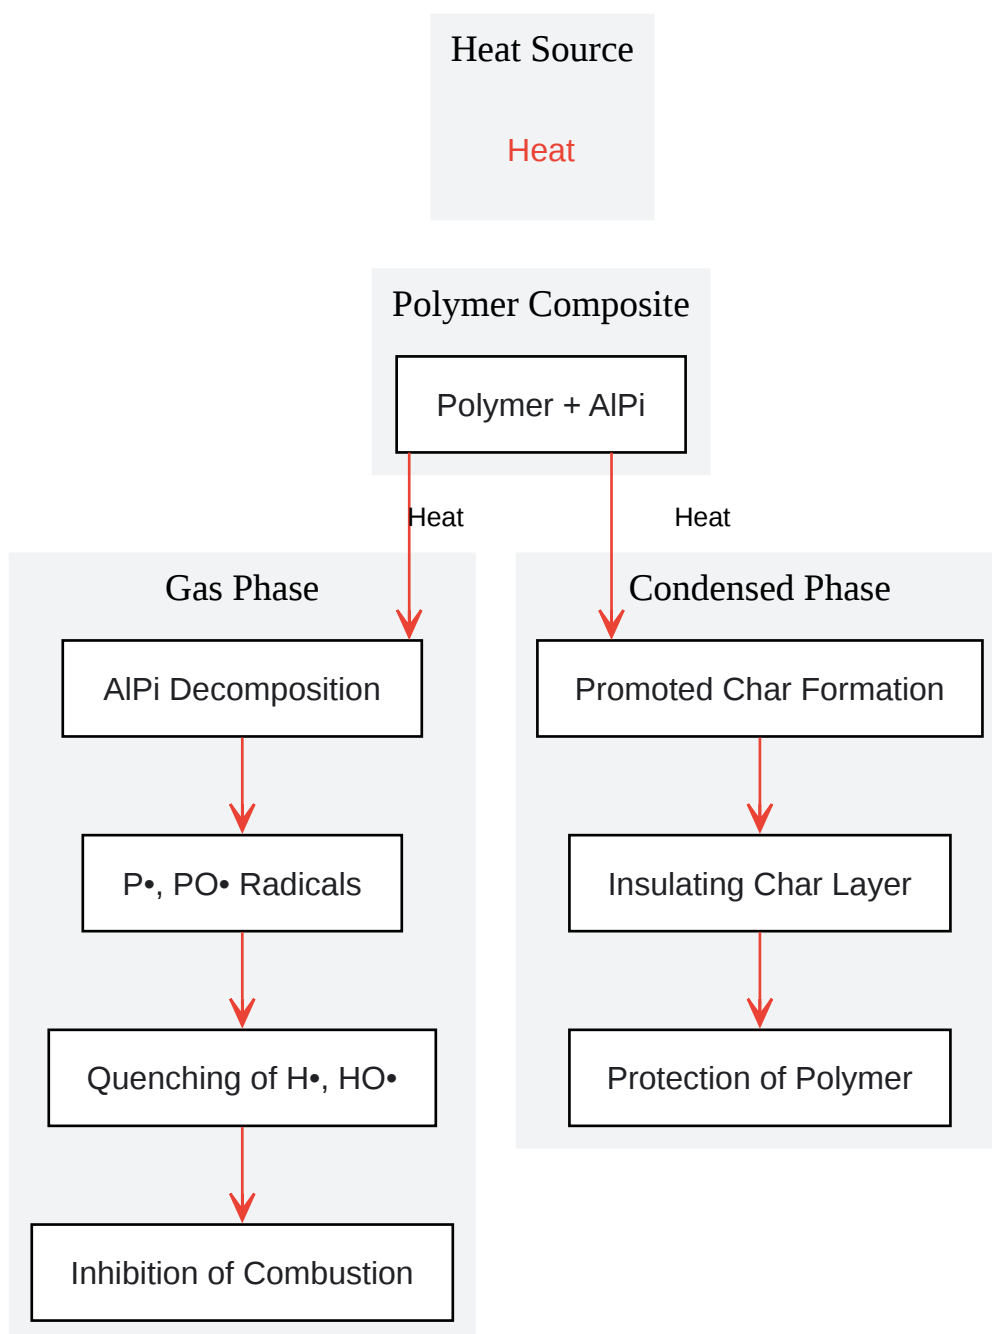 Heat Source
Heat
Polymer Composite
Polymer + AlPi
Heat
Heat
Gas Phase
AlPi Decomposition
P•, PO• Radicals
Quenching of H•, HO•
Inhibition of Combustion
Condensed Phase
Promoted Char Formation
Insulating Char Layer
Protection of Polymer